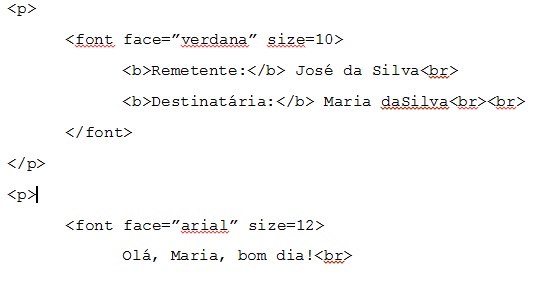 <p>
<font face=”verdana” size=10>
<b>Remetente:</b> José da Silva<br>
<b>Destinatária:</b> Maria daSilva<br><br>
</font>
</p>
<p>
<font face=”arial” size=12>
Olá, Maria, bom dia!<br>